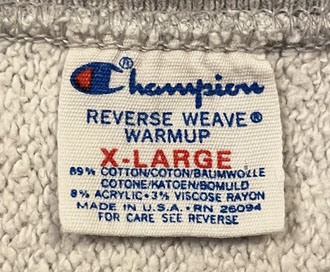 Champion®
REVERSE WEAVE®
WARMUP
X-LARGE
89% COTTON/COTON/BAUMWOLLE
COTONE/KATOEN/BOMULD
8% ACRYLIC • 3% VISCOSE RAYON
MADE IN U.S.A. • RN 26094
FOR CARE SEE REVERSE